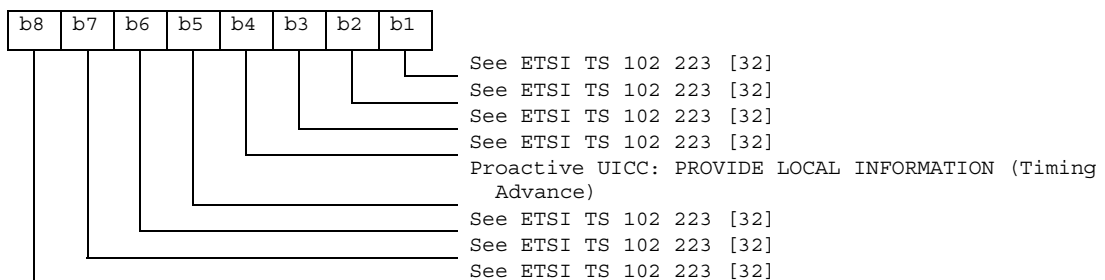 b8 b7 b6 b5 b4 b3 b2 b1
See ETSI TS 102 223 [32]
See ETSI TS 102 223 [32]
See ETSI TS 102 223 [32]
See ETSI TS 102 223 [32]
Proactive UICC: PROVIDE LOCAL INFORMATION (Timing
Advance)
See ETSI TS 102 223 [32]
See ETSI TS 102 223 [32]
See ETSI TS 102 223 [32]